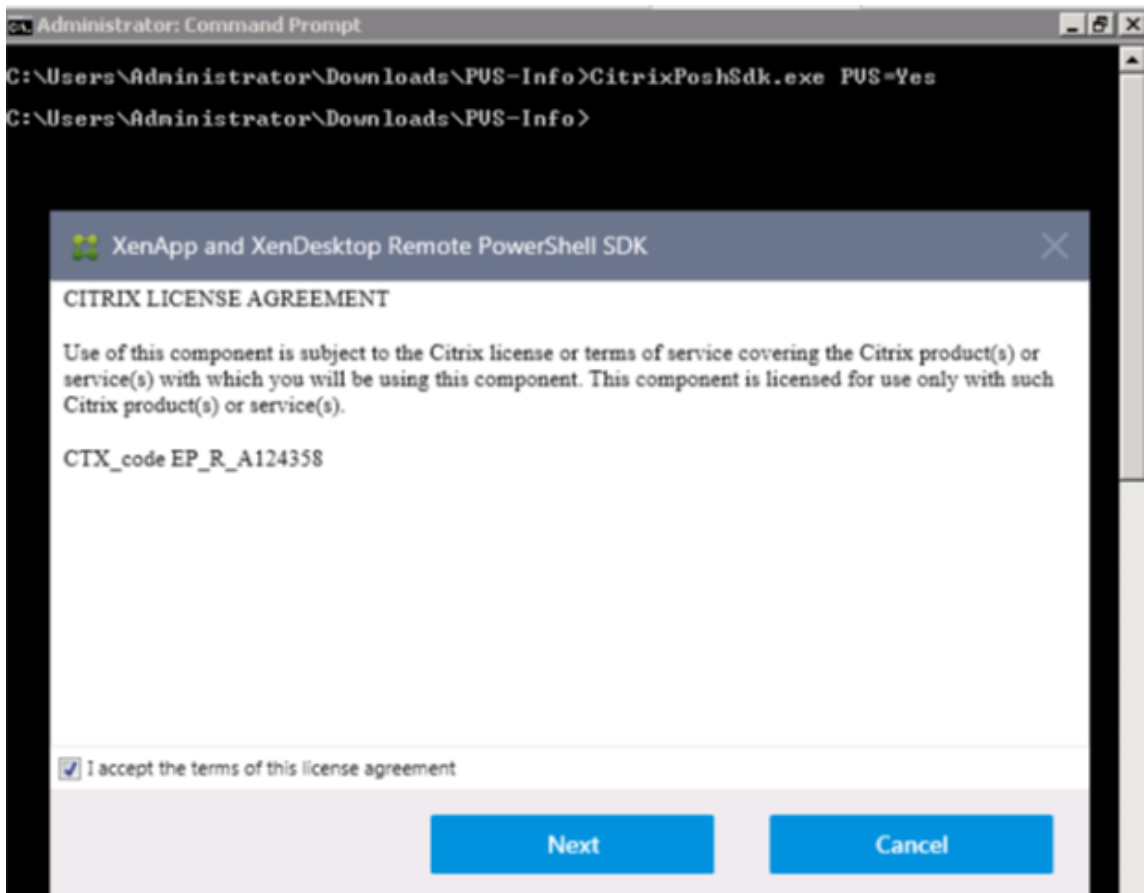 Administrator: Command Prompt
C:\Users\Administrator\Downloads\PVS-Info>CitrixPoshSdk.exe PVS=Yes
C:\Users\Administrator\Downloads\PVS-Info>
XenApp and XenDesktop Remote PowerShell SDK
CITRIX LICENSE AGREEMENT
Use of this component is subject to the Citrix license or terms of service covering the Citrix product(s) or
service(s) with which you will be using this component. This component is licensed for use only with such
Citrix product(s) or service(s).
CTX_code EP_R_A124358
I accept the terms of this license agreement
Next
Cancel